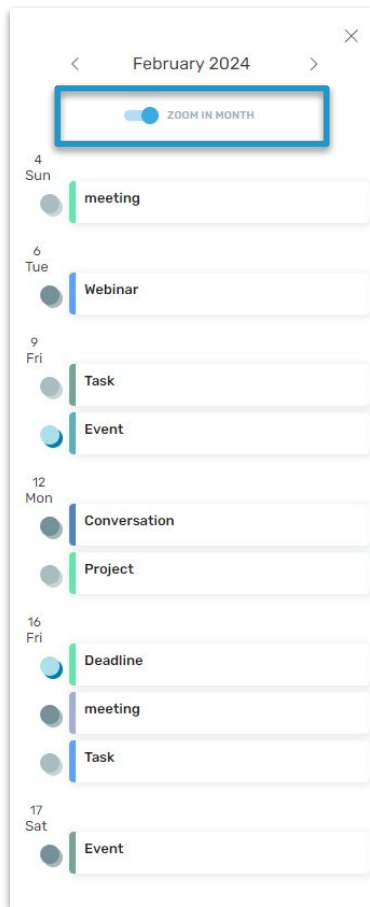 February 2024
ZOOM IN MONTH
4
Sun
meeting
6
Tue
Webinar
9
Fri
Task
Event
12
Mon
Conversation
Project
16
Fri
Deadline
meeting
Task
17
Sat
Event